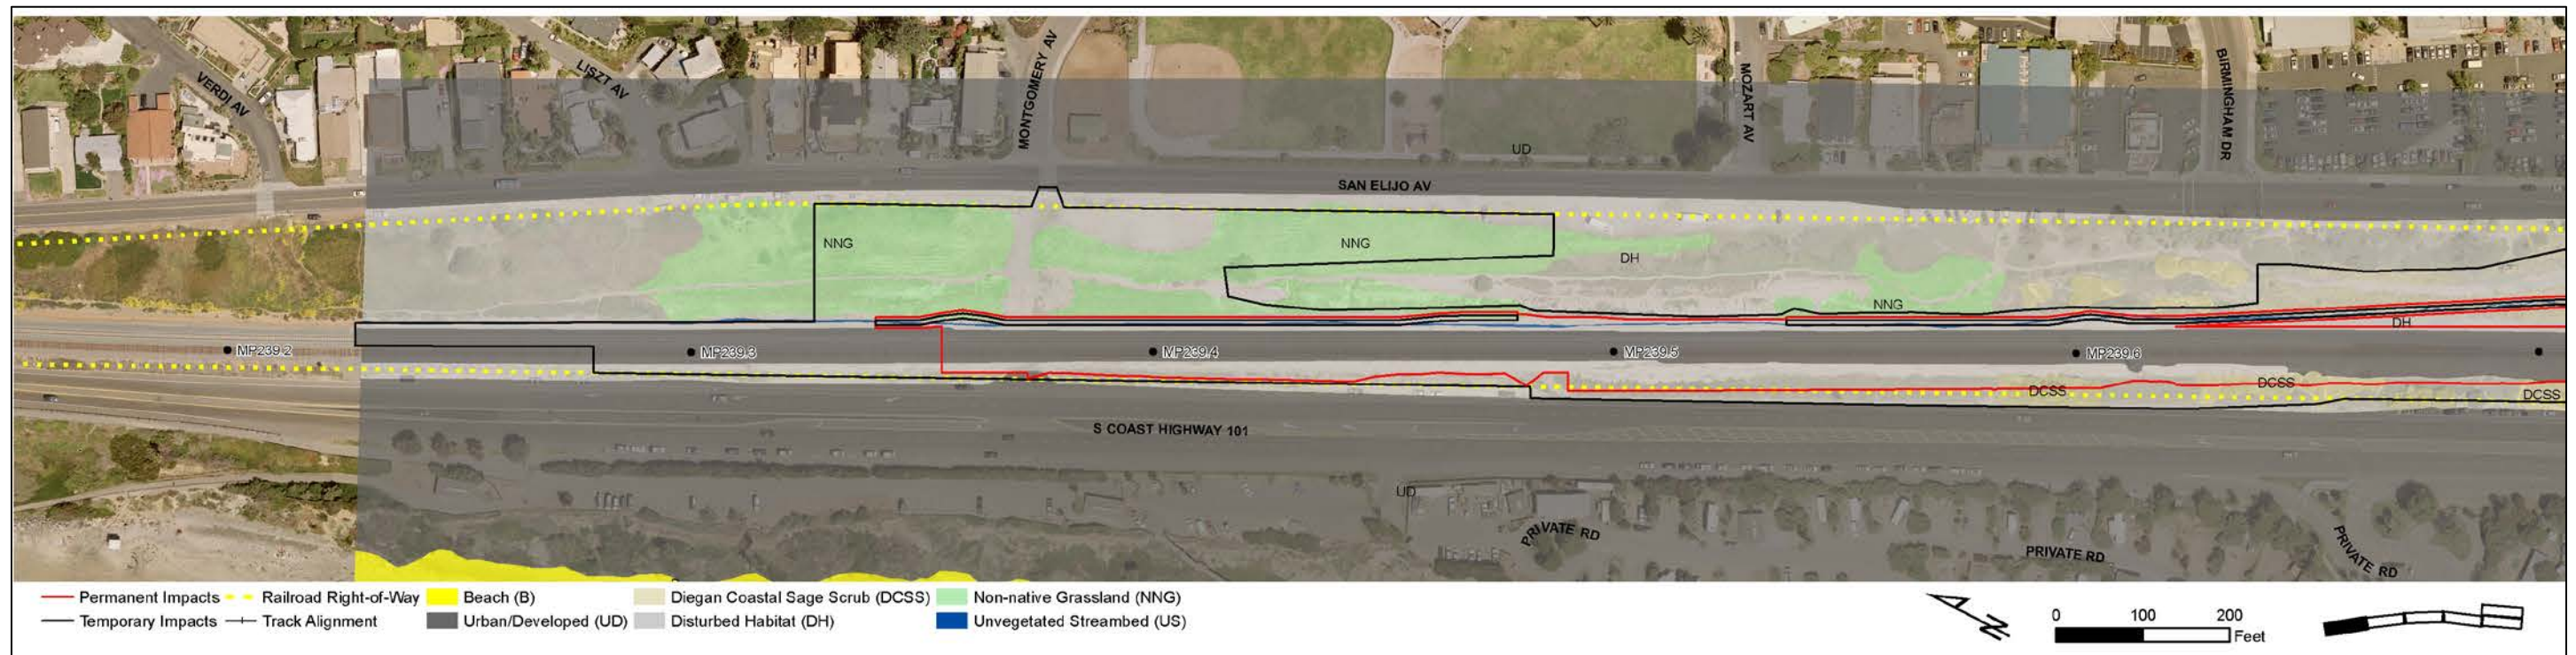 VERDI AV
LISZT AV
MONTGOMERY AV
MOZART AV
BIRMINGHAM DR
UD
SAN ELIJO AV
NNG
NNG
DH
NNG
DH
MP239.2
MP239.3
MP239.4
MP239.5
MP239.6
DCSS
DCSS
DCSS
S COAST HIGHWAY 101
UD
PRIVATE RD
PRIVATE RD
PRIVATE RD
Permanent Impacts
Railroad Right-of-Way
Beach (B)
Diegan Coastal Sage Scrub (DCSS)
Non-native Grassland (NNG)
Temporary Impacts
Track Alignment
Urban/Developed (UD)
Disturbed Habitat (DH)
Unvegetated Streambed (US)
N
0 100 200
Feet